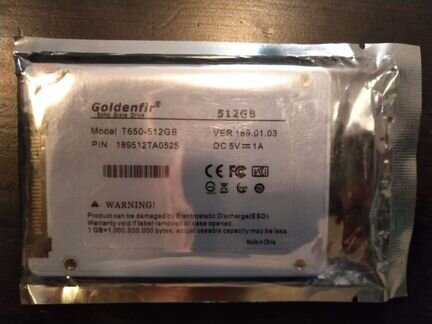 Goldenfir®
Solid State Drive
512GB
Model T650-512GB
VER 189.01.03
PIN 189512TA0525
DC 5V⎓1A
CE FC
WARNING!
Product can be damaged by Electrostatic Discharge(ESD)
Warranty void if label removed or case opened.
1 GB=1,000,000,000 bytes, actual useable capacity may be less.
Made in China